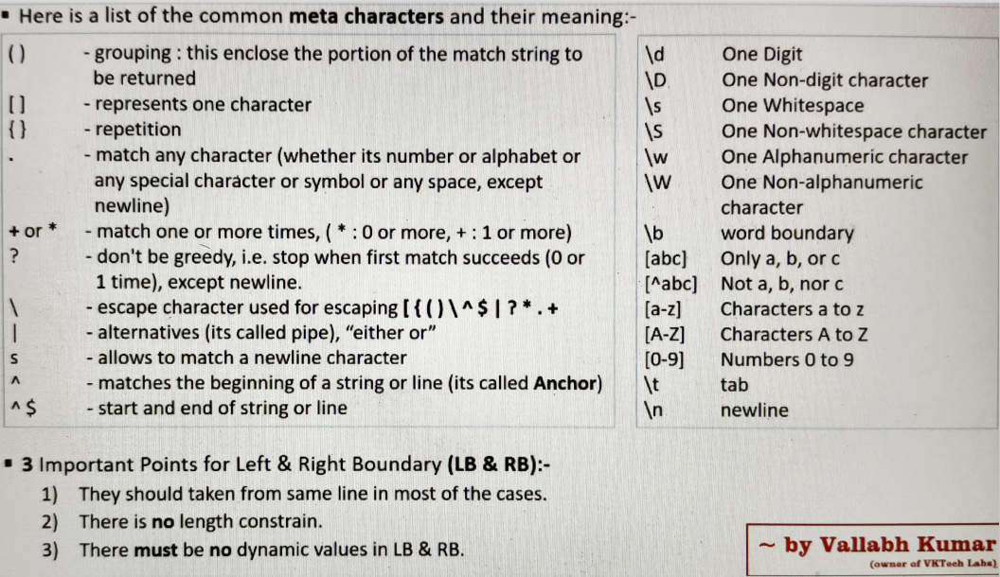 ▪ Here is a list of the common meta characters and their meaning:-
( ) - grouping : this enclose the portion of the match string to
be returned
[ ] - represents one character
{ } - repetition
. - match any character (whether its number or alphabet or
any special character or symbol or any space, except
newline)
+ or * - match one or more times, ( * : 0 or more, + : 1 or more)
? - don't be greedy, i.e. stop when first match succeeds (0 or
1 time), except newline.
\ - escape character used for escaping [ { ( ) \ ^ $ | ? * . +
| - alternatives (its called pipe), “either or”
s - allows to match a newline character
^ - matches the beginning of a string or line (its called Anchor)
^ $ - start and end of string or line
\d One Digit
\D One Non-digit character
\s One Whitespace
\S One Non-whitespace character
\w One Alphanumeric character
\W One Non-alphanumeric
character
\b word boundary
[abc] Only a, b, or c
[^abc] Not a, b, nor c
[a-z] Characters a to z
[A-Z] Characters A to Z
[0-9] Numbers 0 to 9
\t tab
\n newline
▪ 3 Important Points for Left & Right Boundary (LB & RB):-
1) They should taken from same line in most of the cases.
2) There is no length constrain.
3) There must be no dynamic values in LB & RB.
~ by Vallabh Kumar
(owner of VKTech Labs)